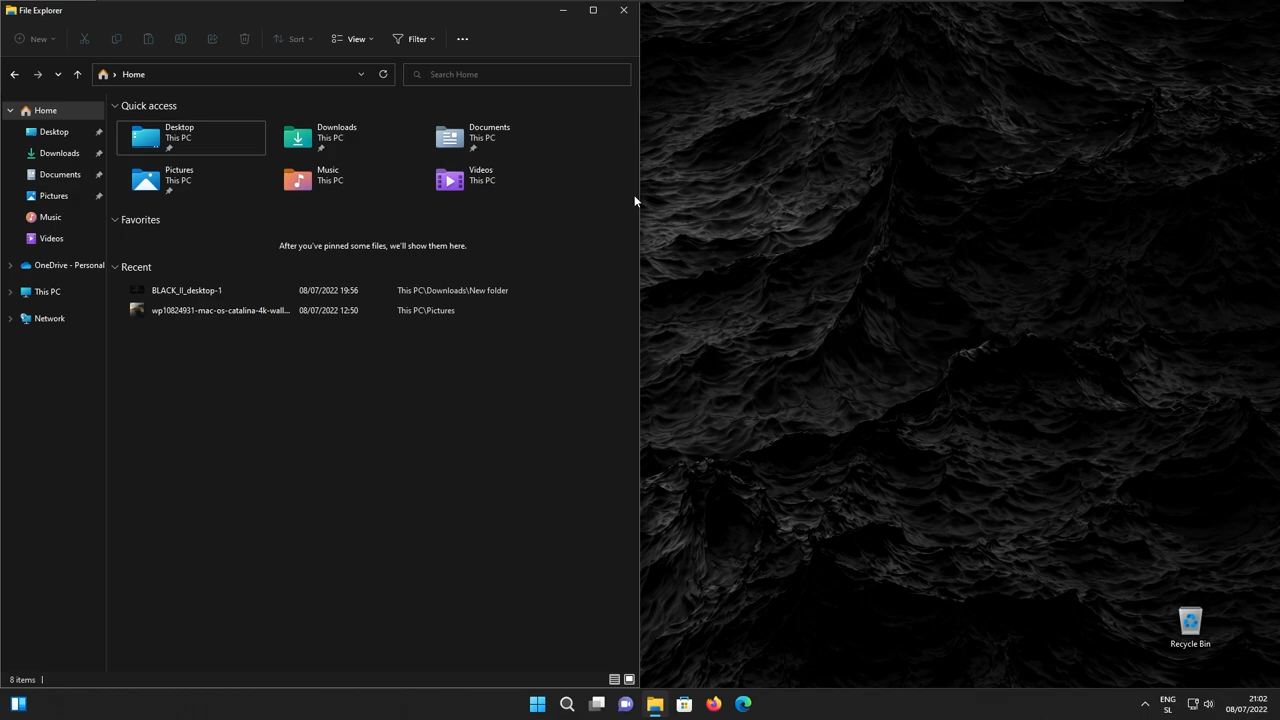 File Explorer
New
Sort
View
Filter
Home
Search Home
Home
Desktop
Downloads
Documents
Pictures
Music
Videos
OneDrive - Personal
This PC
Network
Quick access
Desktop
This PC
Downloads
This PC
Documents
This PC
Pictures
This PC
Music
This PC
Videos
This PC
Favorites
After you've pinned some files, we'll show them here.
Recent
BLACK_II_desktop-1 08/07/2022 19:56 This PC\Downloads\New folder
wp10824931-mac-os-catalina-4k-wall... 08/07/2022 12:50 This PC\Pictures
8 items
Recycle Bin
ENG
SL
21:02
08/07/2022